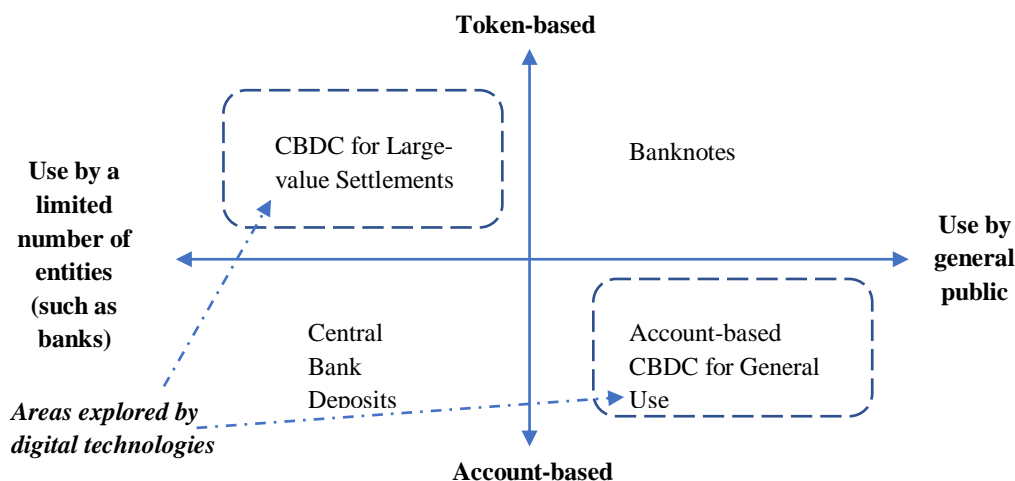 Token-based
CBDC for Large-
value Settlements
Banknotes
Use by a
limited
number of
entities
(such as
banks)
Use by
general
public
Central
Bank
Deposits
Account-based
CBDC for General
Use
Areas explored by
digital technologies
Account-based